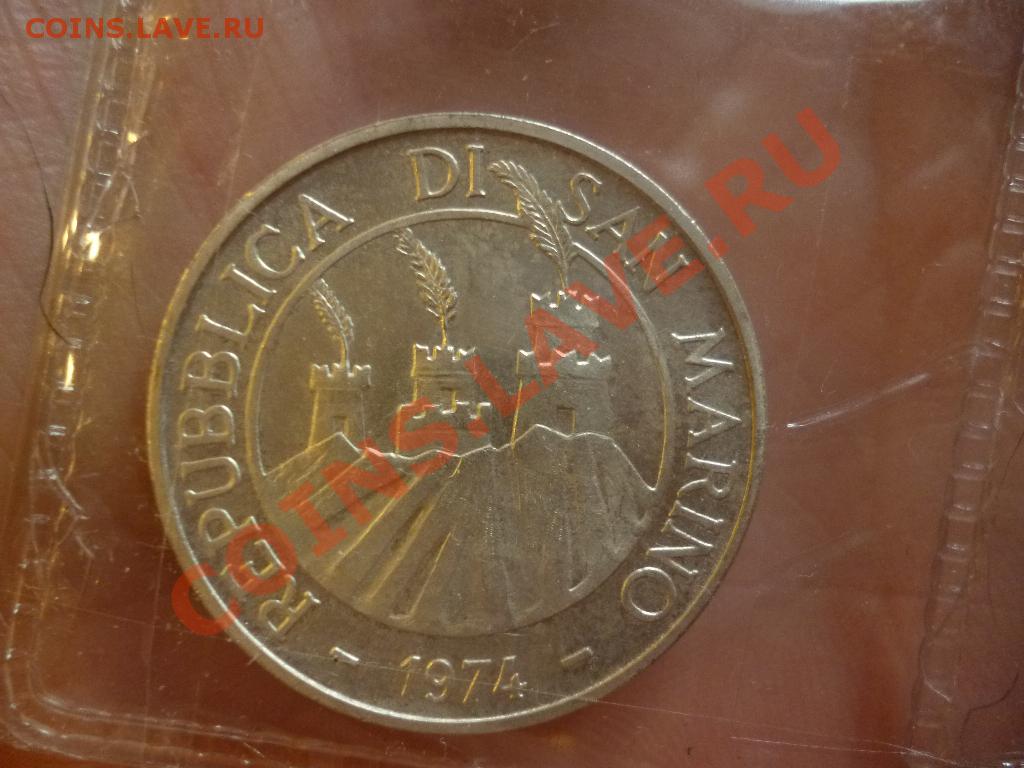 COINS.LAVE.RU
REPUBBLICA DI SAN MARINO
- 1974 -
COINS.LAVE.RU